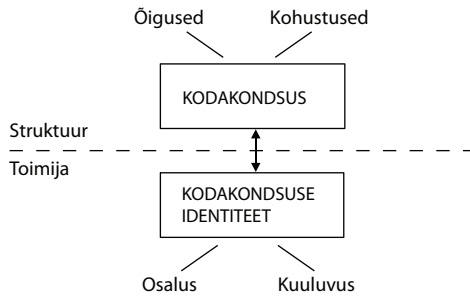 Õigused Kohustused
KODAKONDSUS
Struktuur
Toimija
KODAKONDSUSE
IDENTITEET
Osalus Kuuluvus